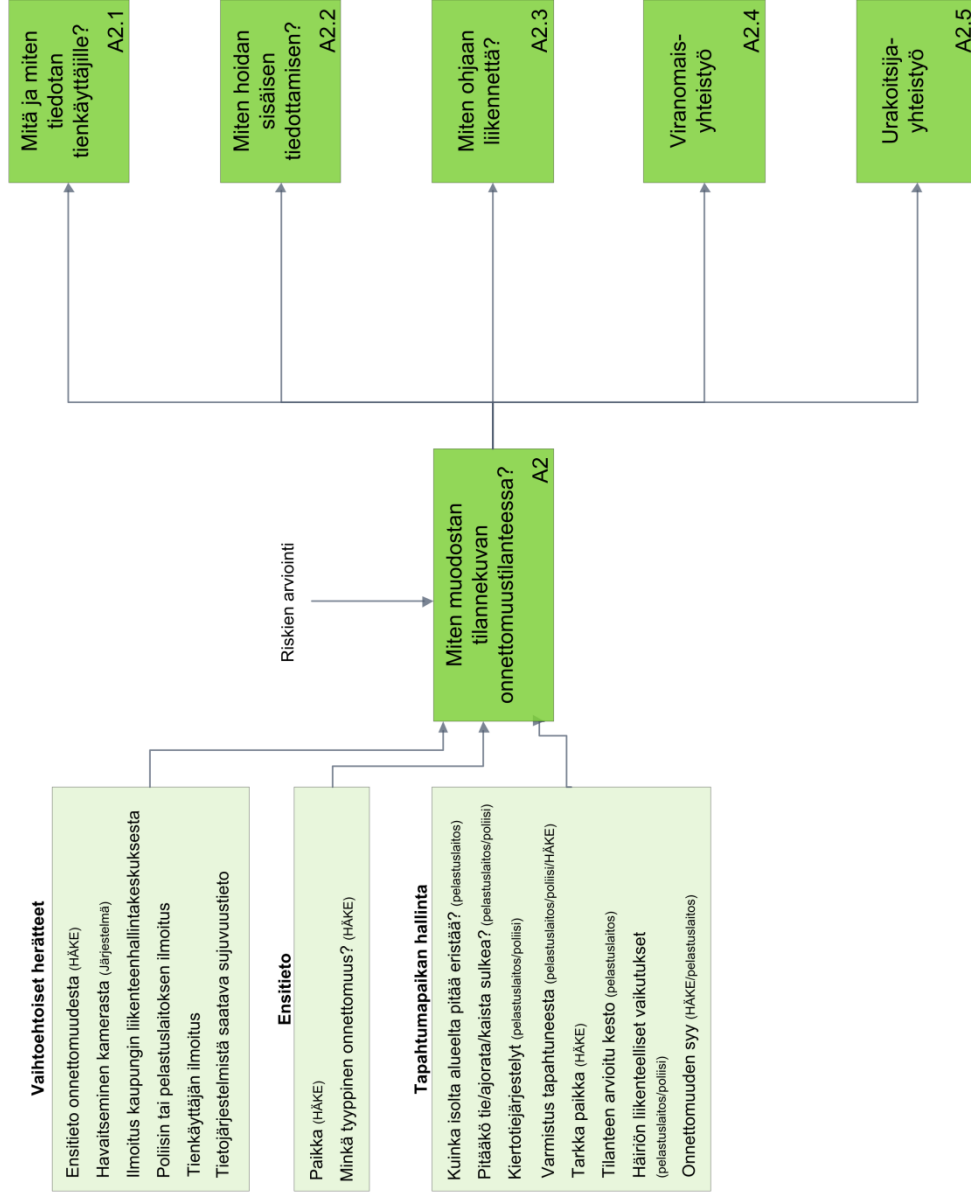 Vaihtoehtoiset herätteet
Ensitieto onnettomuudesta (HÄKE)
Havaitseminen kamerasta (Järjestelmä)
Ilmoitus kaupungin liikenteenhallintakeskuksesta
Poliisin tai pelastuslaitoksen ilmoitus
Tienkäyttäjän ilmoitus
Tietojärjestelmistä saatava sujuvuustieto
Ensitieto
Paikka (HÄKE)
Minkä tyyppinen onnettomuus? (HÄKE)
Tapahtumapaikan hallinta
Kuinka isolta alueelta pitää eristää? (pelastuslaitos)
Pitääkö tie/ajorata/kaista sulkea? (pelastuslaitos/poliisi)
Kiertotiejärjestelyt (pelastuslaitos/poliisi)
Varmistus tapahtuneesta (pelastuslaitos/poliisi/HÄKE)
Tarkka paikka (HÄKE)
Tilanteen arvioitu kesto (pelastuslaitos)
Häiriön liikenteelliset vaikutukset
(pelastuslaitos/poliisi)
Onnettomuuden syy (HÄKE/pelastuslaitos)
Riskien arviointi
Miten muodostan
tilannekuvan
onnettomuustilanteessa?
A2
Mitä ja miten
tiedotan
tienkäyttäjille?
A2.1
Miten hoidan
sisäisen
tiedottamisen?
A2.2
Miten ohjaan
liikennettä?
A2.3
Viranomais-
yhteistyö
A2.4
Urakoitsija-
yhteistyö
A2.5